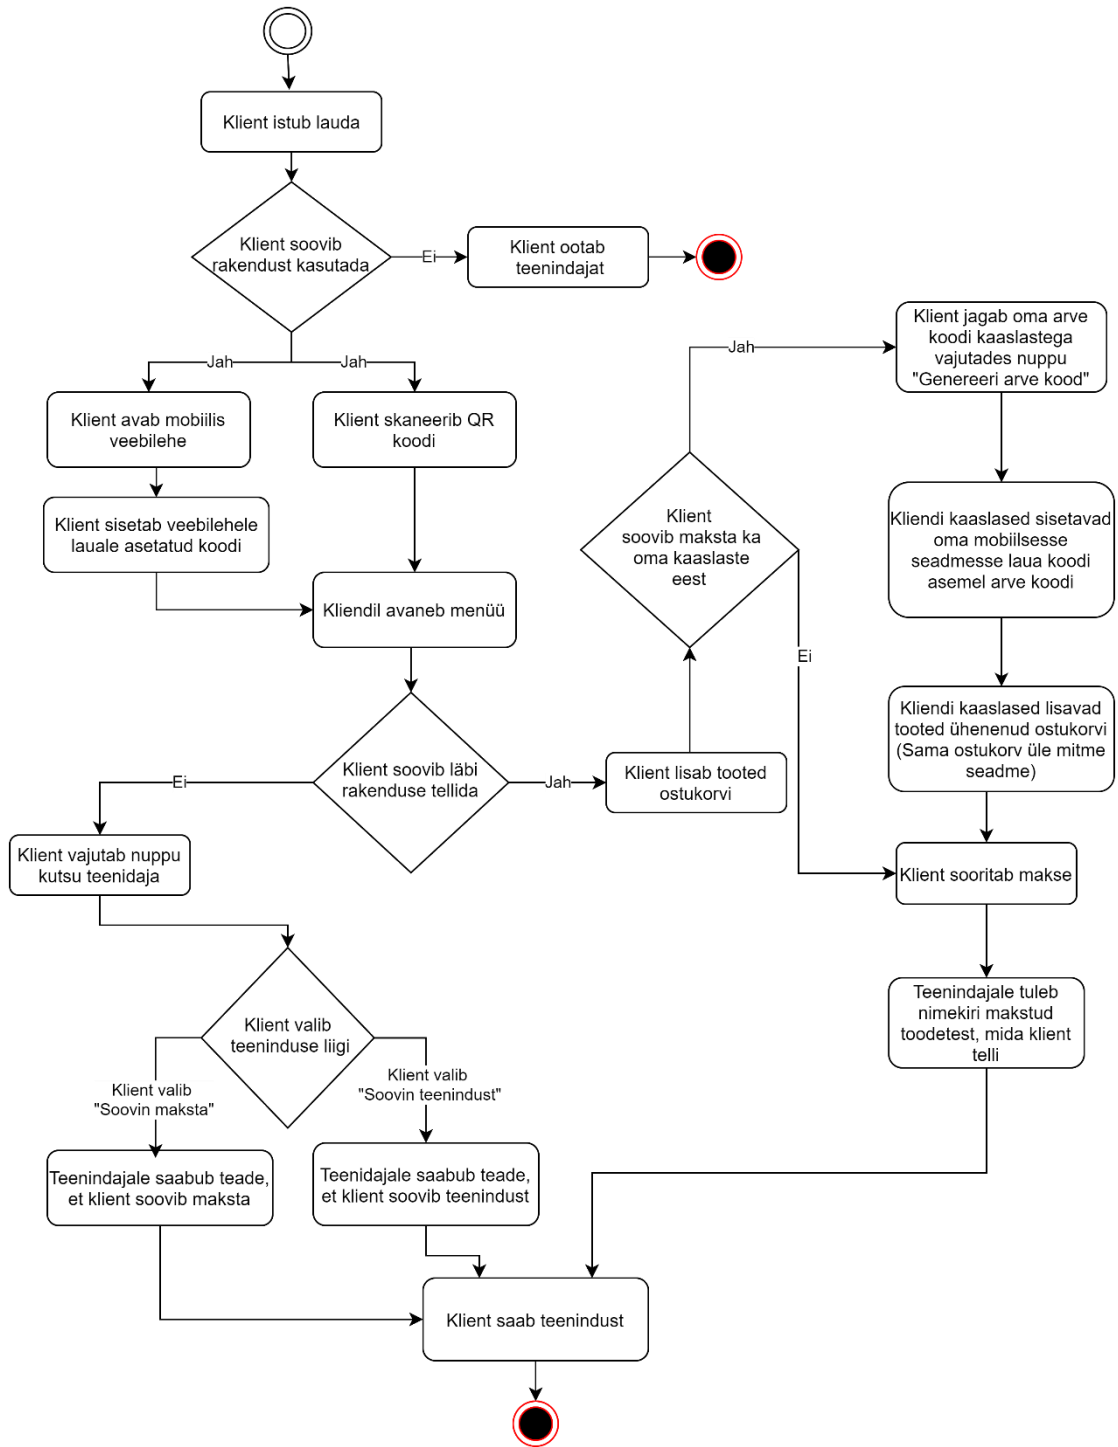 Klient istub lauda
Klient soovib
rakendust kasutada
Ei
Klient ootab
teenindajat
Jah
Jah
Klient avab mobiilis
veebilehe
Klient skaneerib QR
koodi
Klient sisetab veebilehele
lauale asetatud koodi
Kliendil avaneb menüü
Klient soovib läbi
rakenduse tellida
Ei
Jah
Klient lisab tooted
ostukorvi
Klient
soovib maksta ka
oma kaaslaste
eest
Jah
Ei
Klient jagab oma arve
koodi kaaslastega
vajutades nuppu
"Genereeri arve kood"
Kliendi kaaslased sisetavad
oma mobiilsesse
seadmesse laua koodi
asemel arve koodi
Kliendi kaaslased lisavad
tooted ühenenud ostukorvi
(Sama ostukorv üle mitme
seadme)
Klient sooritab makse
Teenindajale tuleb
nimekiri makstud
toodetest, mida klient
telli
Klient vajutab nuppu
kutsu teenidaja
Klient valib
teeninduse liigi
Klient valib
"Soovin maksta"
Klient valib
"Soovin teenindust"
Teenindajale saabub teade,
et klient soovib maksta
Teenidajale saabub teade,
et klient soovib teenindust
Klient saab teenindust